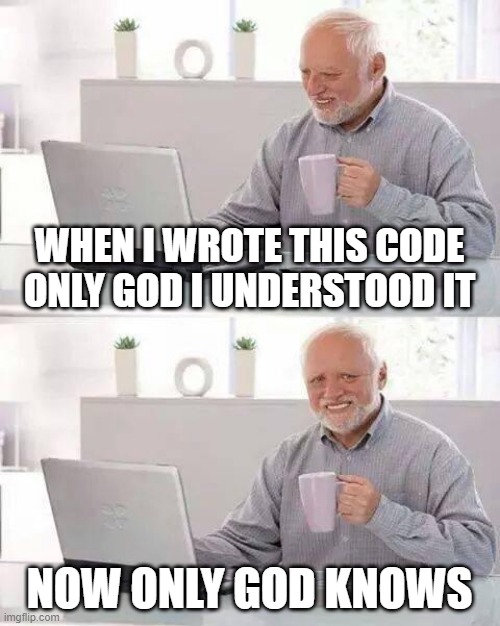 WHEN I WROTE THIS CODE
ONLY GOD I UNDERSTOOD IT
NOW ONLY GOD KNOWS
imgflip.com